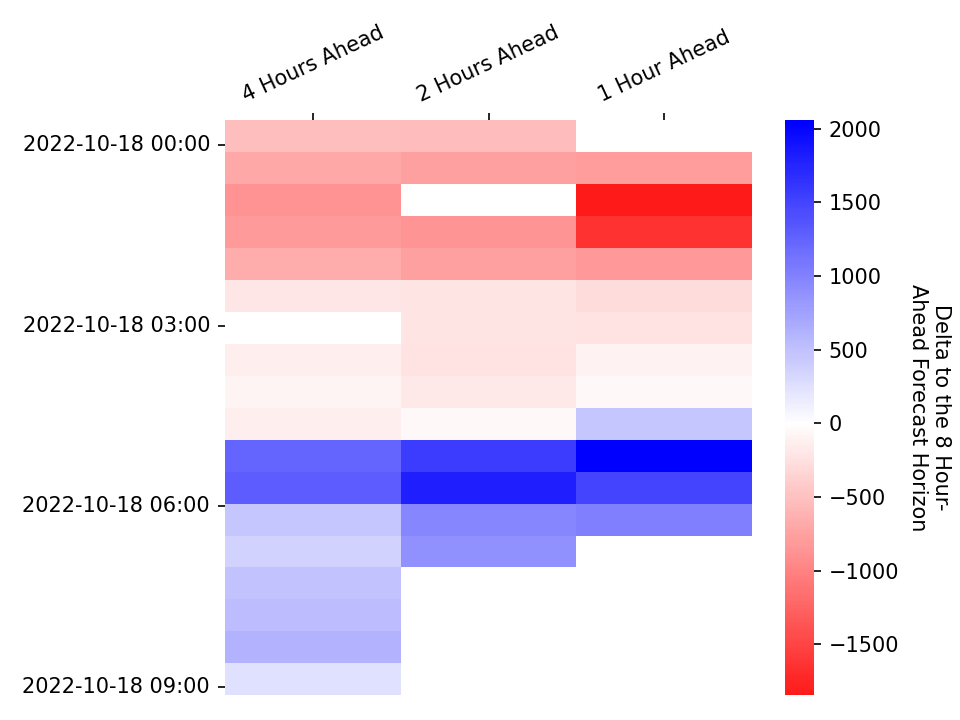 4 Hours Ahead
2 Hours Ahead
1 Hour Ahead
2022-10-18 00:00
2022-10-18 03:00
2022-10-18 06:00
2022-10-18 09:00
2000
1500
1000
500
0
−500
−1000
−1500
Delta to the 8 Hour-
Ahead Forecast Horizon